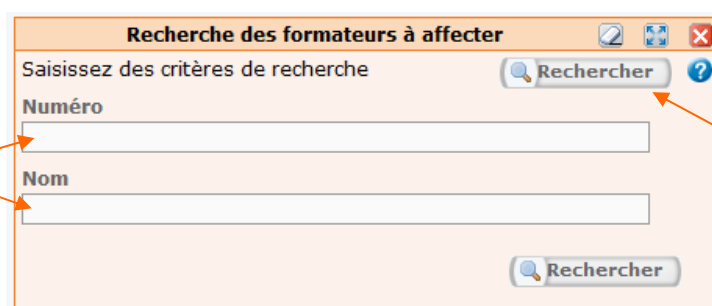 Recherche des formateurs à affecter
Saisissez des critères de recherche Rechercher ?
Numéro
Nom
Rechercher